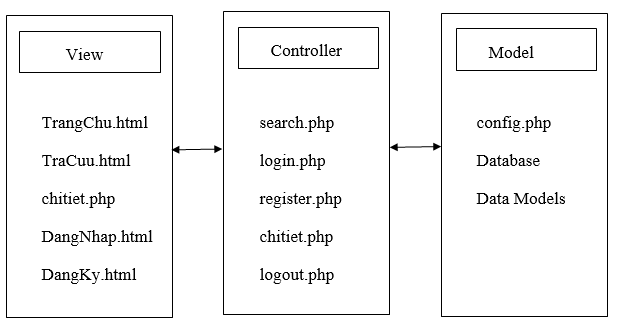 View
TrangChu.html
TraCuu.html
chitiet.php
DangNhap.html
DangKy.html
Controller
search.php
login.php
register.php
chitiet.php
logout.php
Model
config.php
Database
Data Models